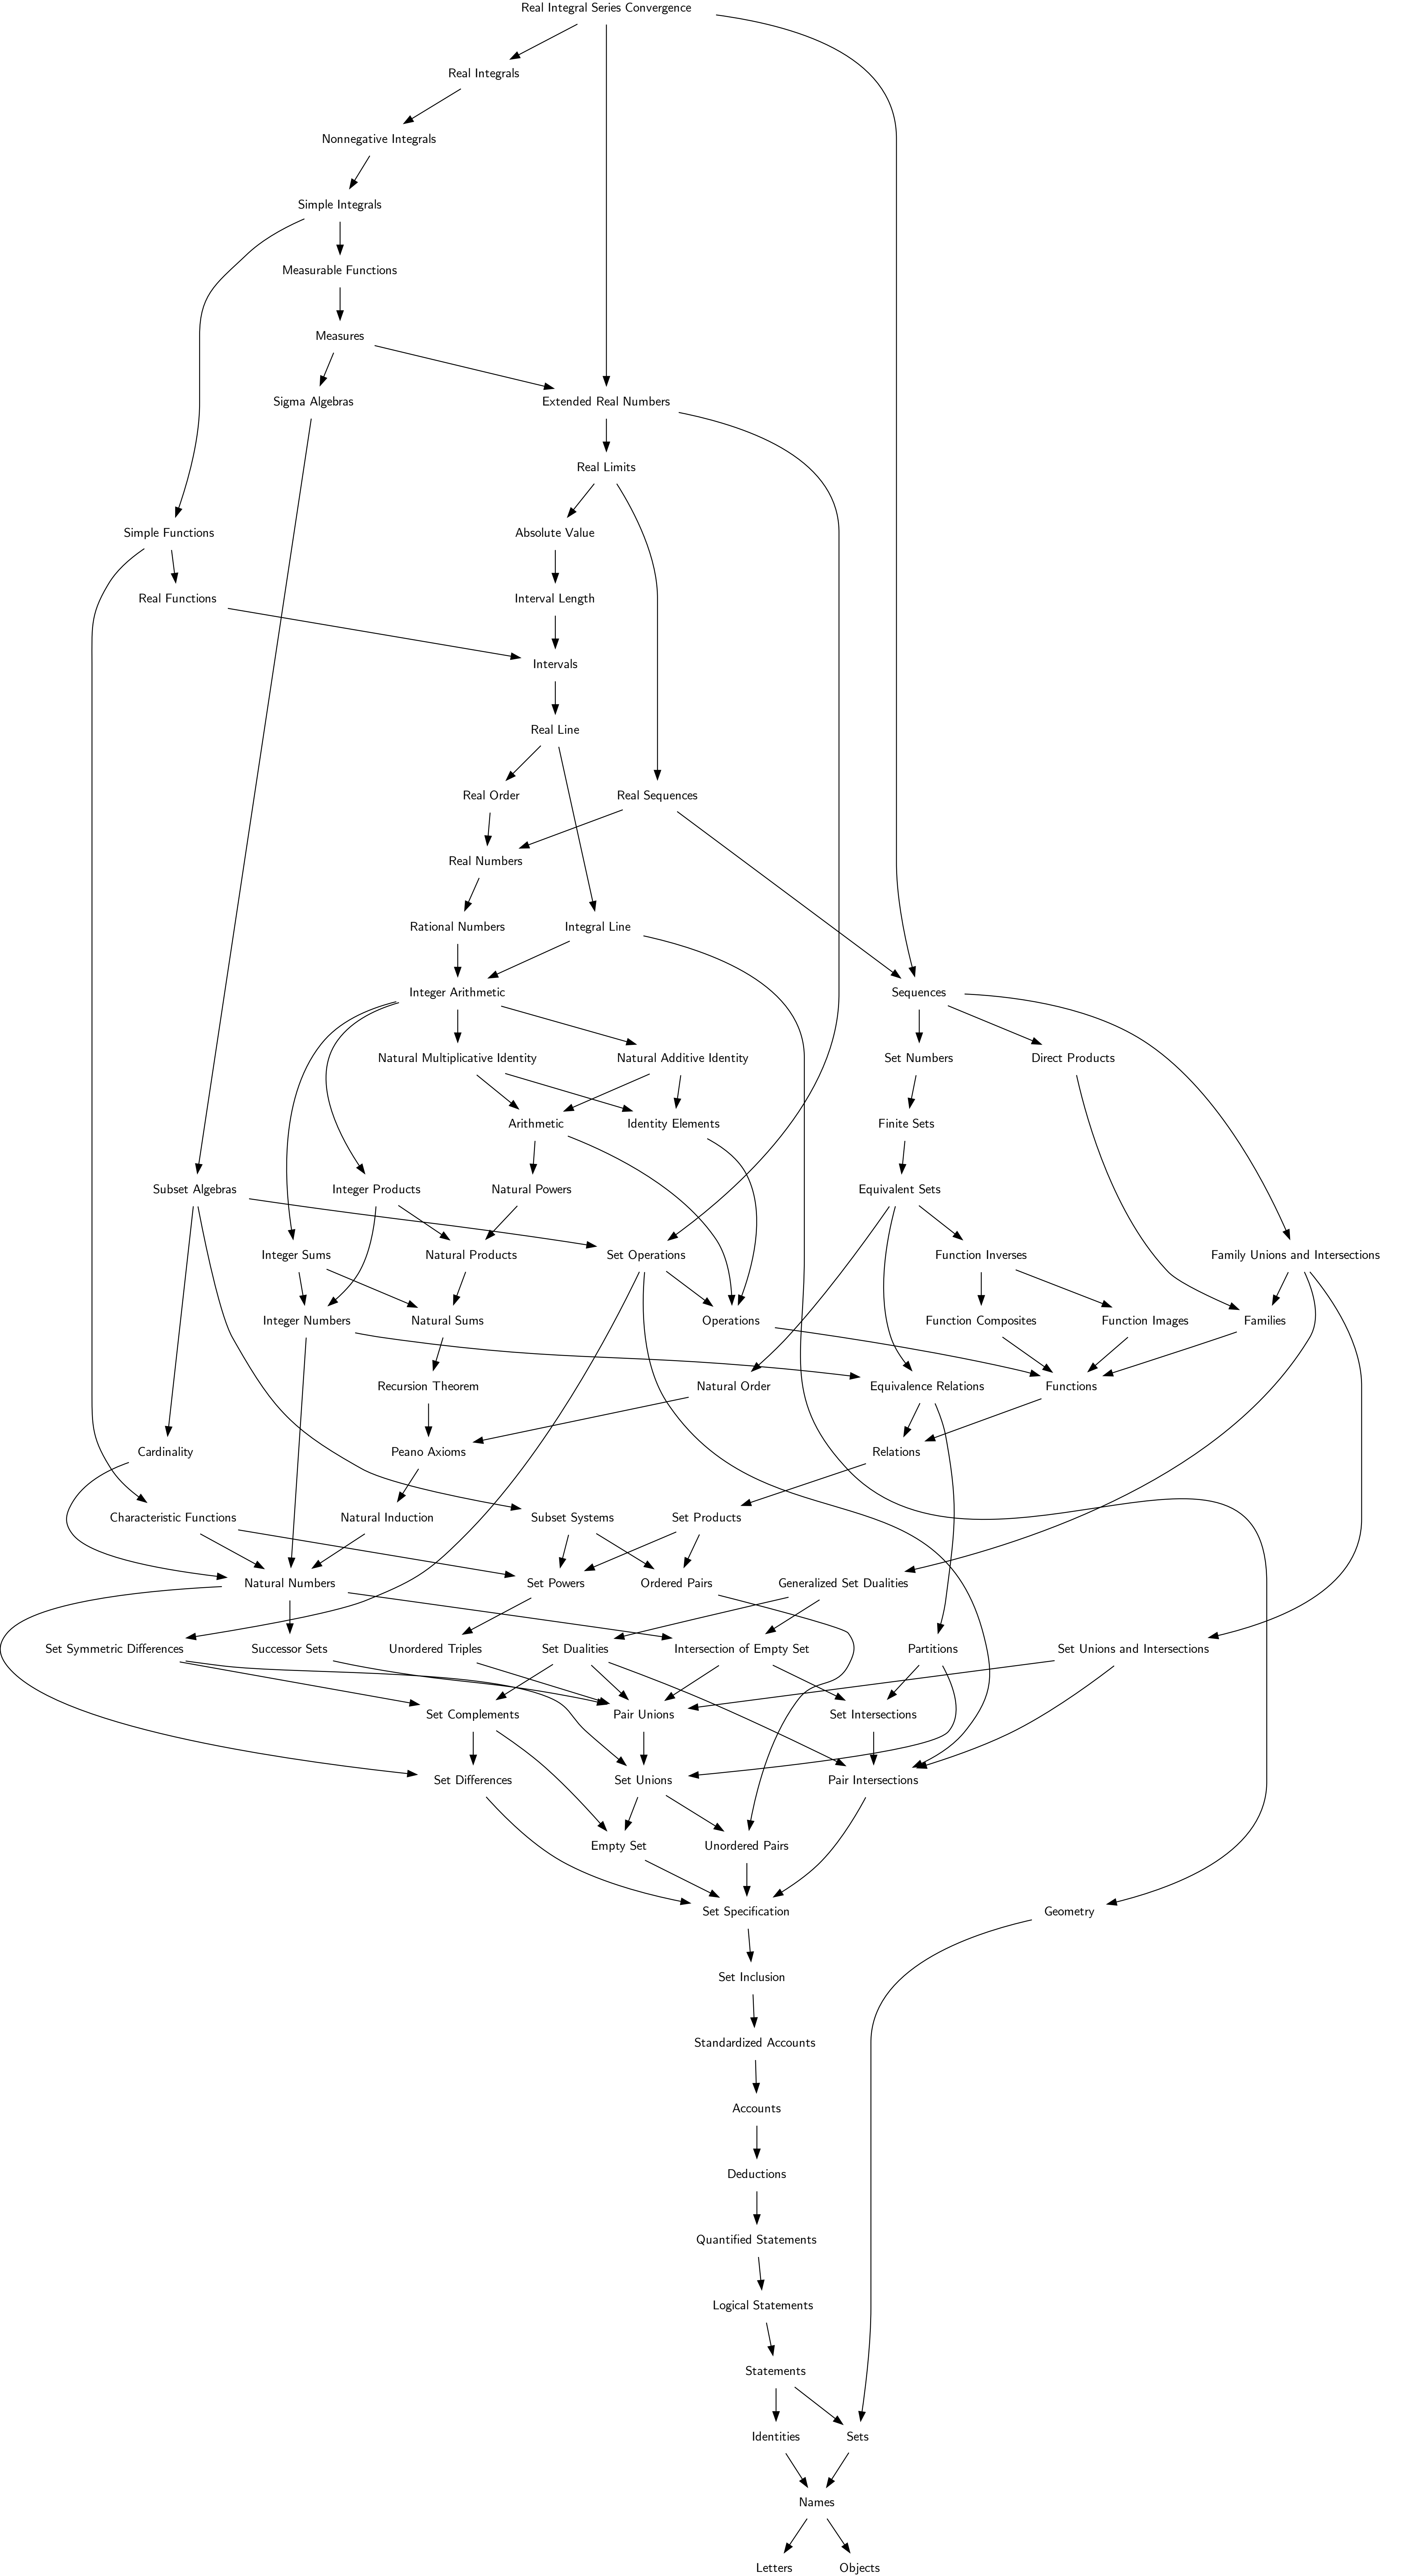 Real Integral Series Convergence
Real Integrals
Nonnegative Integrals
Simple Integrals
Measurable Functions
Measures
Sigma Algebras
Extended Real Numbers
Real Limits
Simple Functions
Absolute Value
Real Functions
Interval Length
Intervals
Real Line
Real Order
Real Sequences
Real Numbers
Rational Numbers
Integral Line
Integer Arithmetic
Sequences
Natural Multiplicative Identity
Natural Additive Identity
Set Numbers
Direct Products
Arithmetic
Identity Elements
Finite Sets
Subset Algebras
Integer Products
Natural Powers
Equivalent Sets
Integer Sums
Natural Products
Set Operations
Function Inverses
Family Unions and Intersections
Integer Numbers
Natural Sums
Operations
Function Composites
Function Images
Families
Recursion Theorem
Natural Order
Equivalence Relations
Functions
Cardinality
Peano Axioms
Relations
Characteristic Functions
Natural Induction
Subset Systems
Set Products
Natural Numbers
Set Powers
Ordered Pairs
Generalized Set Dualities
Set Symmetric Differences
Successor Sets
Unordered Triples
Set Dualities
Intersection of Empty Set
Partitions
Set Unions and Intersections
Set Complements
Pair Unions
Set Intersections
Set Differences
Set Unions
Pair Intersections
Empty Set
Unordered Pairs
Set Specification
Geometry
Set Inclusion
Standardized Accounts
Accounts
Deductions
Quantified Statements
Logical Statements
Statements
Identities
Sets
Names
Letters
Objects